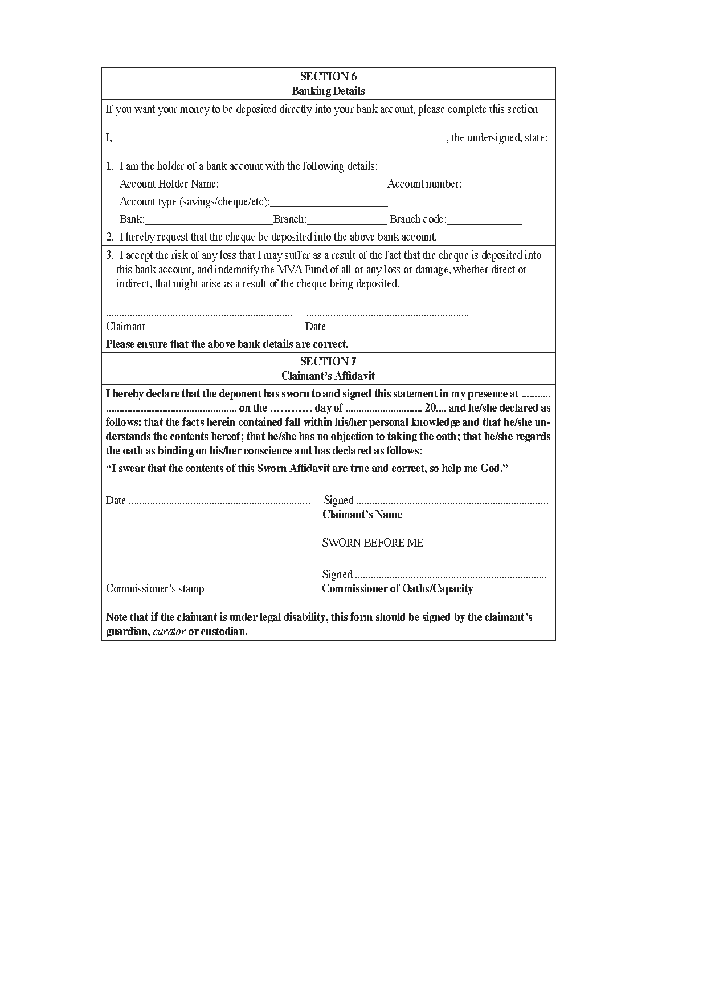 SECTION 6
Banking Details
If you want your money to be deposited directly into your bank account, please complete this section
I, __________________________________________________________, the undersigned, state:
1. I am the holder of a bank account with the following details:
Account Holder Name:_____________________________ Account number:_______________
Account type (savings/cheque/etc):_____________________
Bank:_______________________Branch:______________ Branch code:_____________
2. I hereby request that the cheque be deposited into the above bank account.
3. I accept the risk of any loss that I may suffer as a result of the fact that the cheque is deposited into
this bank account, and indemnify the MVA Fund of all or any loss or damage, whether direct or
indirect, that might arise as a result of the cheque being deposited.
...................................................................... .............................................................
Claimant Date
Please ensure that the above bank details are correct.
SECTION 7
Claimant’s Affidavit
I hereby declare that the deponent has sworn to and signed this statement in my presence at ...........
................................................. on the ………… day of ............................. 20.... and he/she declared as
follows: that the facts herein contained fall within his/her personal knowledge and that he/she un-
derstands the contents hereof; that he/she has no objection to taking the oath; that he/she regards
the oath as binding on his/her conscience and has declared as follows:
“I swear that the contents of this Sworn Affidavit are true and correct, so help me God.”
Date .................................................................... Signed ........................................................................
Claimant’s Name
SWORN BEFORE ME
Signed ........................................................................
Commissioner’s stamp Commissioner of Oaths/Capacity
Note that if the claimant is under legal disability, this form should be signed by the claimant’s
guardian, curator or custodian.